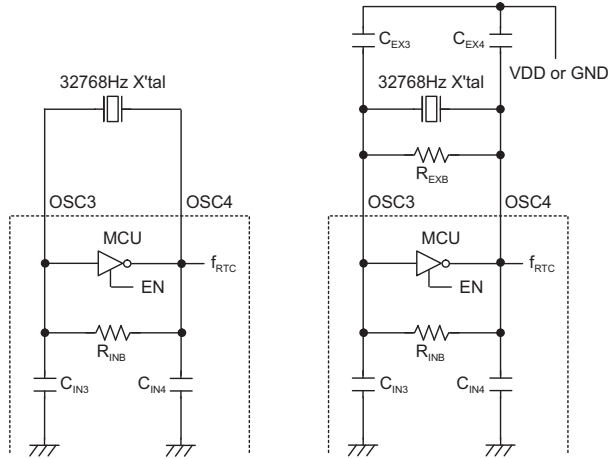 32768Hz X'tal
OSC3
OSC4
MCU
fRTC
EN
RINB
CIN3
CIN4
CEX3
CEX4
VDD or GND
32768Hz X'tal
REXB
OSC3
OSC4
MCU
fRTC
EN
RINB
CIN3
CIN4